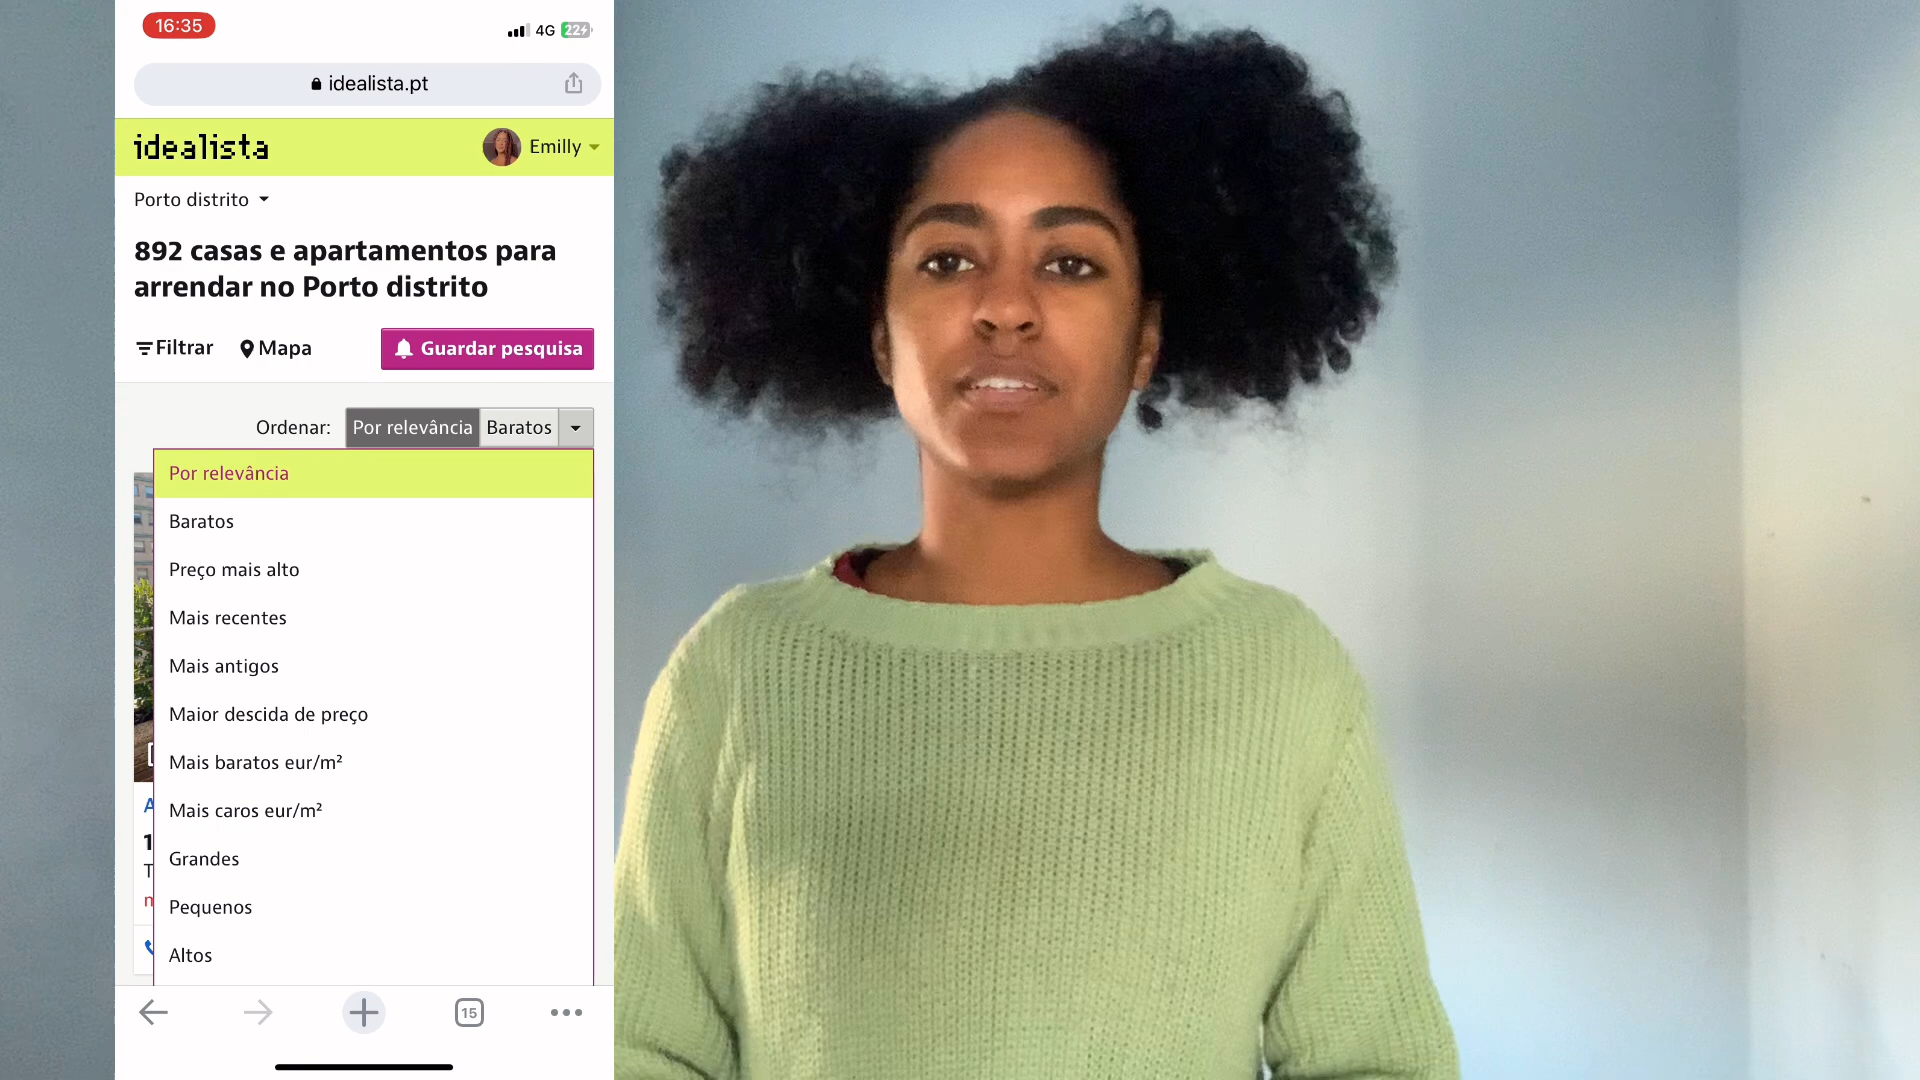 16:35
4G 22
idealista.pt
idealista
Emilly
Porto distrito
892 casas e apartamentos para
arrendar no Porto distrito
Filtrar
Mapa
Guardar pesquisa
Ordenar: Por relevância Baratos
Por relevância
Baratos
Preço mais alto
Mais recentes
Mais antigos
Maior descida de preço
Mais baratos eur/m²
Mais caros eur/m²
Grandes
Pequenos
Altos
15